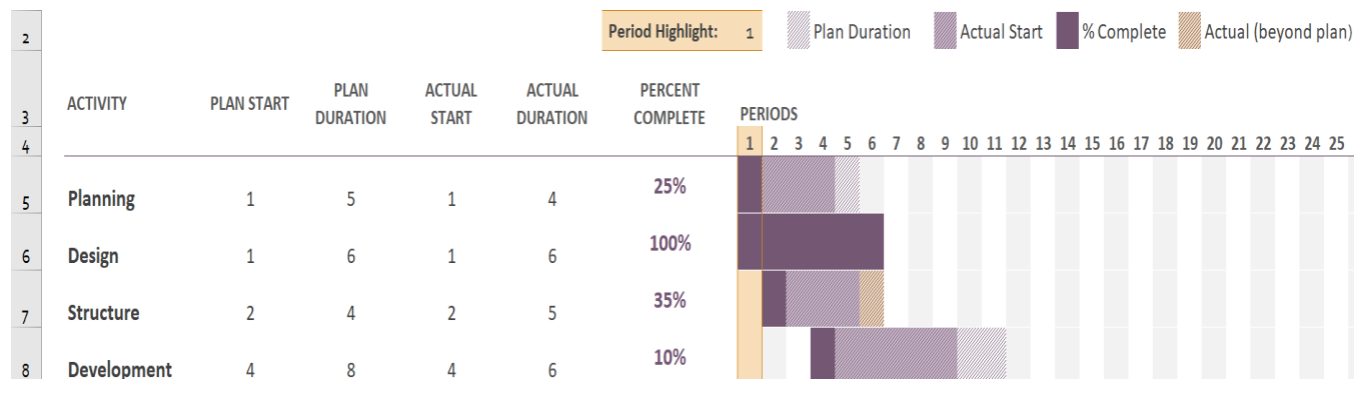 2 Period Highlight: 1 Plan Duration Actual Start % Complete Actual (beyond plan)
PLAN ACTUAL ACTUAL PERCENT
3 ACTIVITY PLAN START DURATION START DURATION COMPLETE PERIODS
4 1 2 3 4 5 6 7 8 9 10 11 12 13 14 15 16 17 18 19 20 21 22 23 24 25
5 Planning 1 5 1 4 25%
6 Design 1 6 1 6 100%
7 Structure 2 4 2 5 35%
8 Development 4 8 4 6 10%